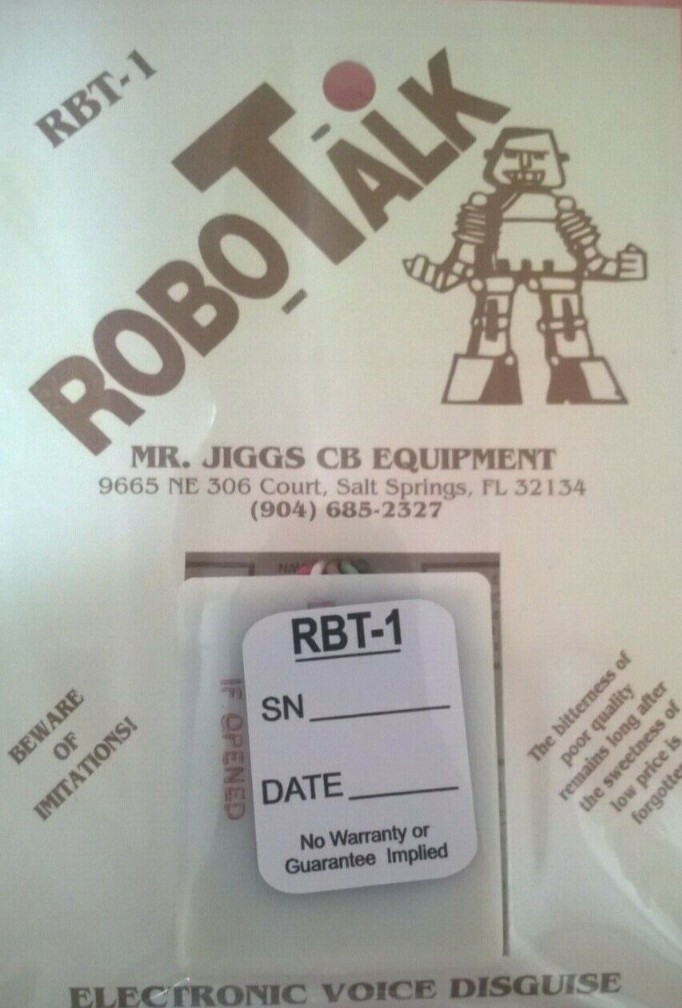 RBT-1
ROBO TALK
MR. JIGGS CB EQUIPMENT
9665 NE 306 Court, Salt Springs, FL 32134
(904) 685-2327
RBT-1
SN
DATE
No Warranty or
Guarantee Implied
IF OPENED
BEWARE
OF
IMITATIONS!
The bitterness of
poor quality
remains long after
the sweetness of
low price is
forgotten
ELECTRONIC VOICE DISGUISE